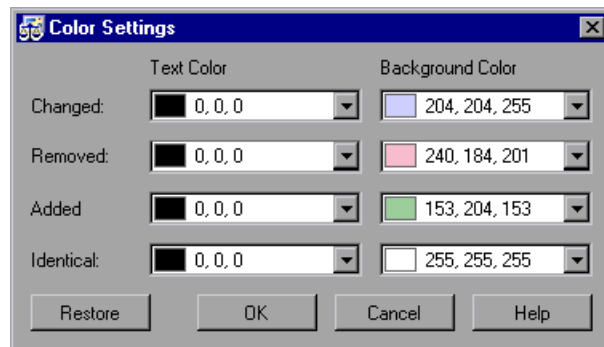 Color Settings
Text Color Background Color
Changed: 0, 0, 0 204, 204, 255
Removed: 0, 0, 0 240, 184, 201
Added 0, 0, 0 153, 204, 153
Identical: 0, 0, 0 255, 255, 255
Restore OK Cancel Help